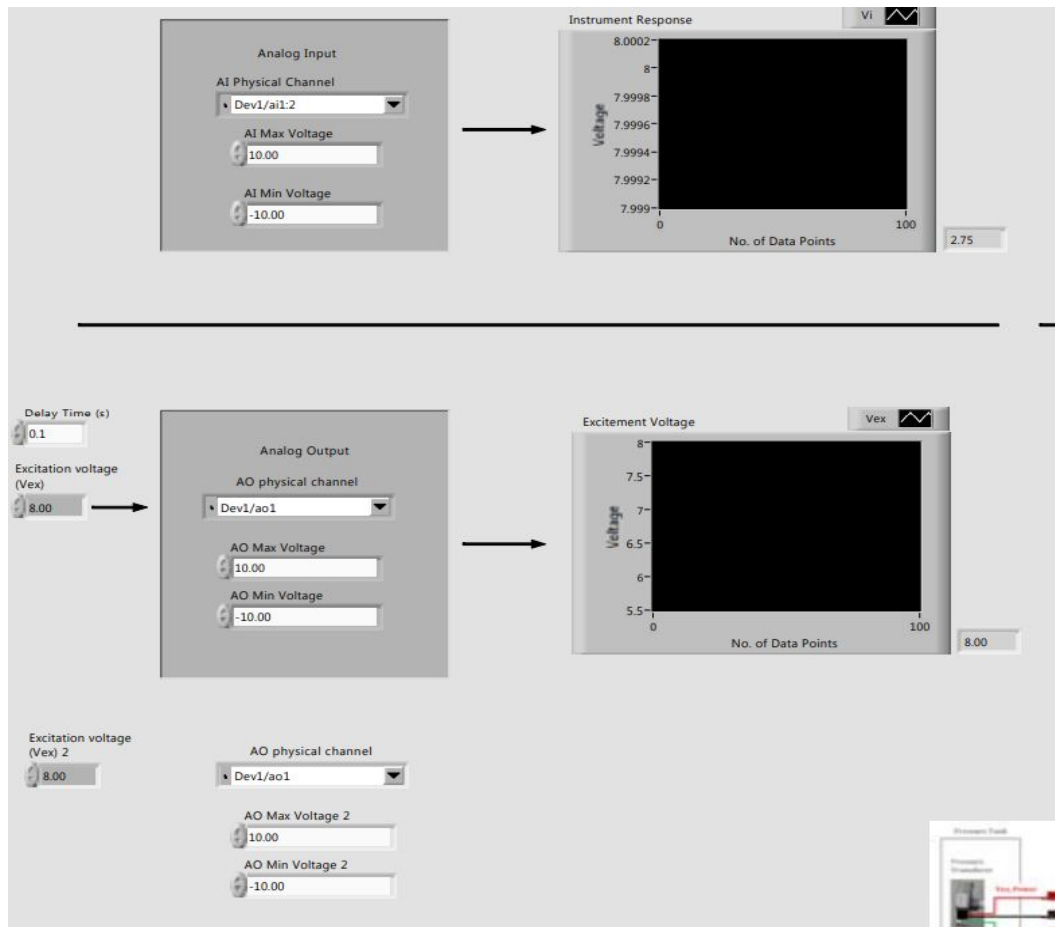 Analog Input
AI Physical Channel
Dev1/ai1:2
AI Max Voltage
10.00
AI Min Voltage
-10.00
Instrument Response
Vi
8.0002
8
7.9998
7.9996
7.9994
7.9992
7.999
Voltage
0
100
No. of Data Points
2.75
Delay Time (s)
0.1
Excitation voltage
(Vex)
8.00
Analog Output
AO physical channel
Dev1/ao1
AO Max Voltage
10.00
AO Min Voltage
-10.00
Excitement Voltage
Vex
8
7.5
7
6.5
6
5.5
Voltage
0
100
No. of Data Points
8.00
Excitation voltage
(Vex) 2
8.00
AO physical channel
Dev1/ao1
AO Max Voltage 2
10.00
AO Min Voltage 2
-10.00
Pressure Tank
Pressure
Transducer
Vex, Power